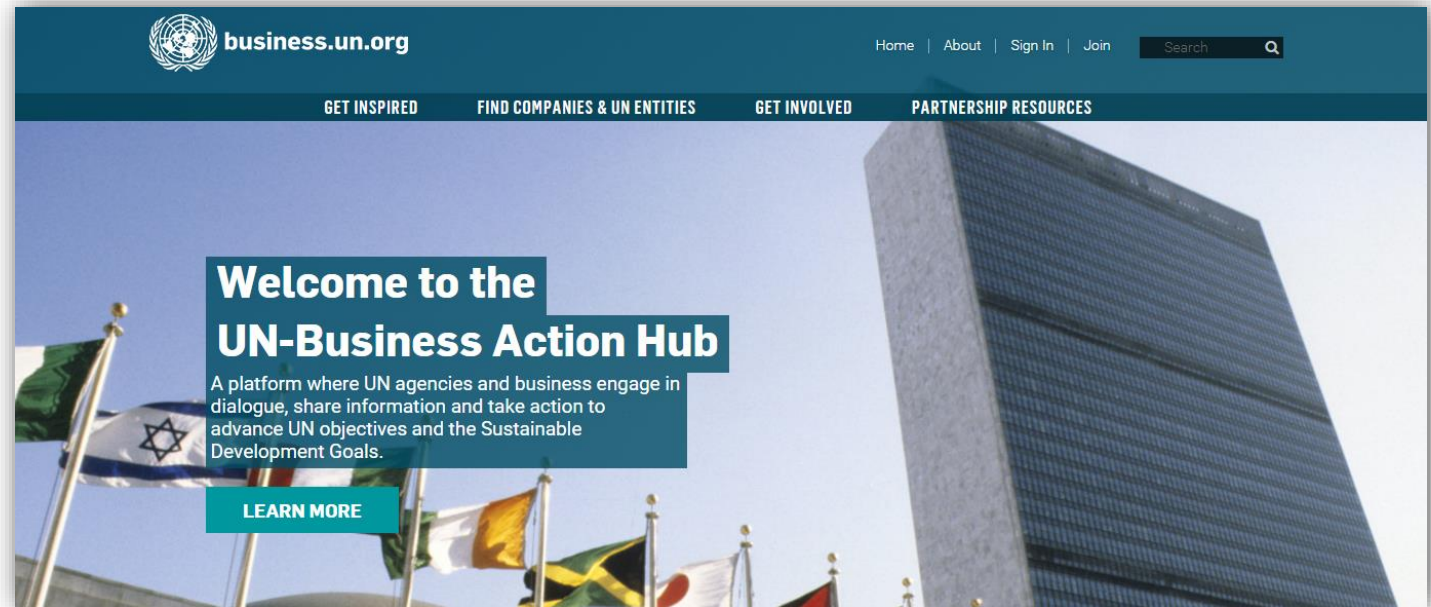 business.un.org
Home | About | Sign In | Join
Search
GET INSPIRED
FIND COMPANIES & UN ENTITIES
GET INVOLVED
PARTNERSHIP RESOURCES
Welcome to the
UN-Business Action Hub
A platform where UN agencies and business engage in
dialogue, share information and take action to
advance UN objectives and the Sustainable
Development Goals.
LEARN MORE